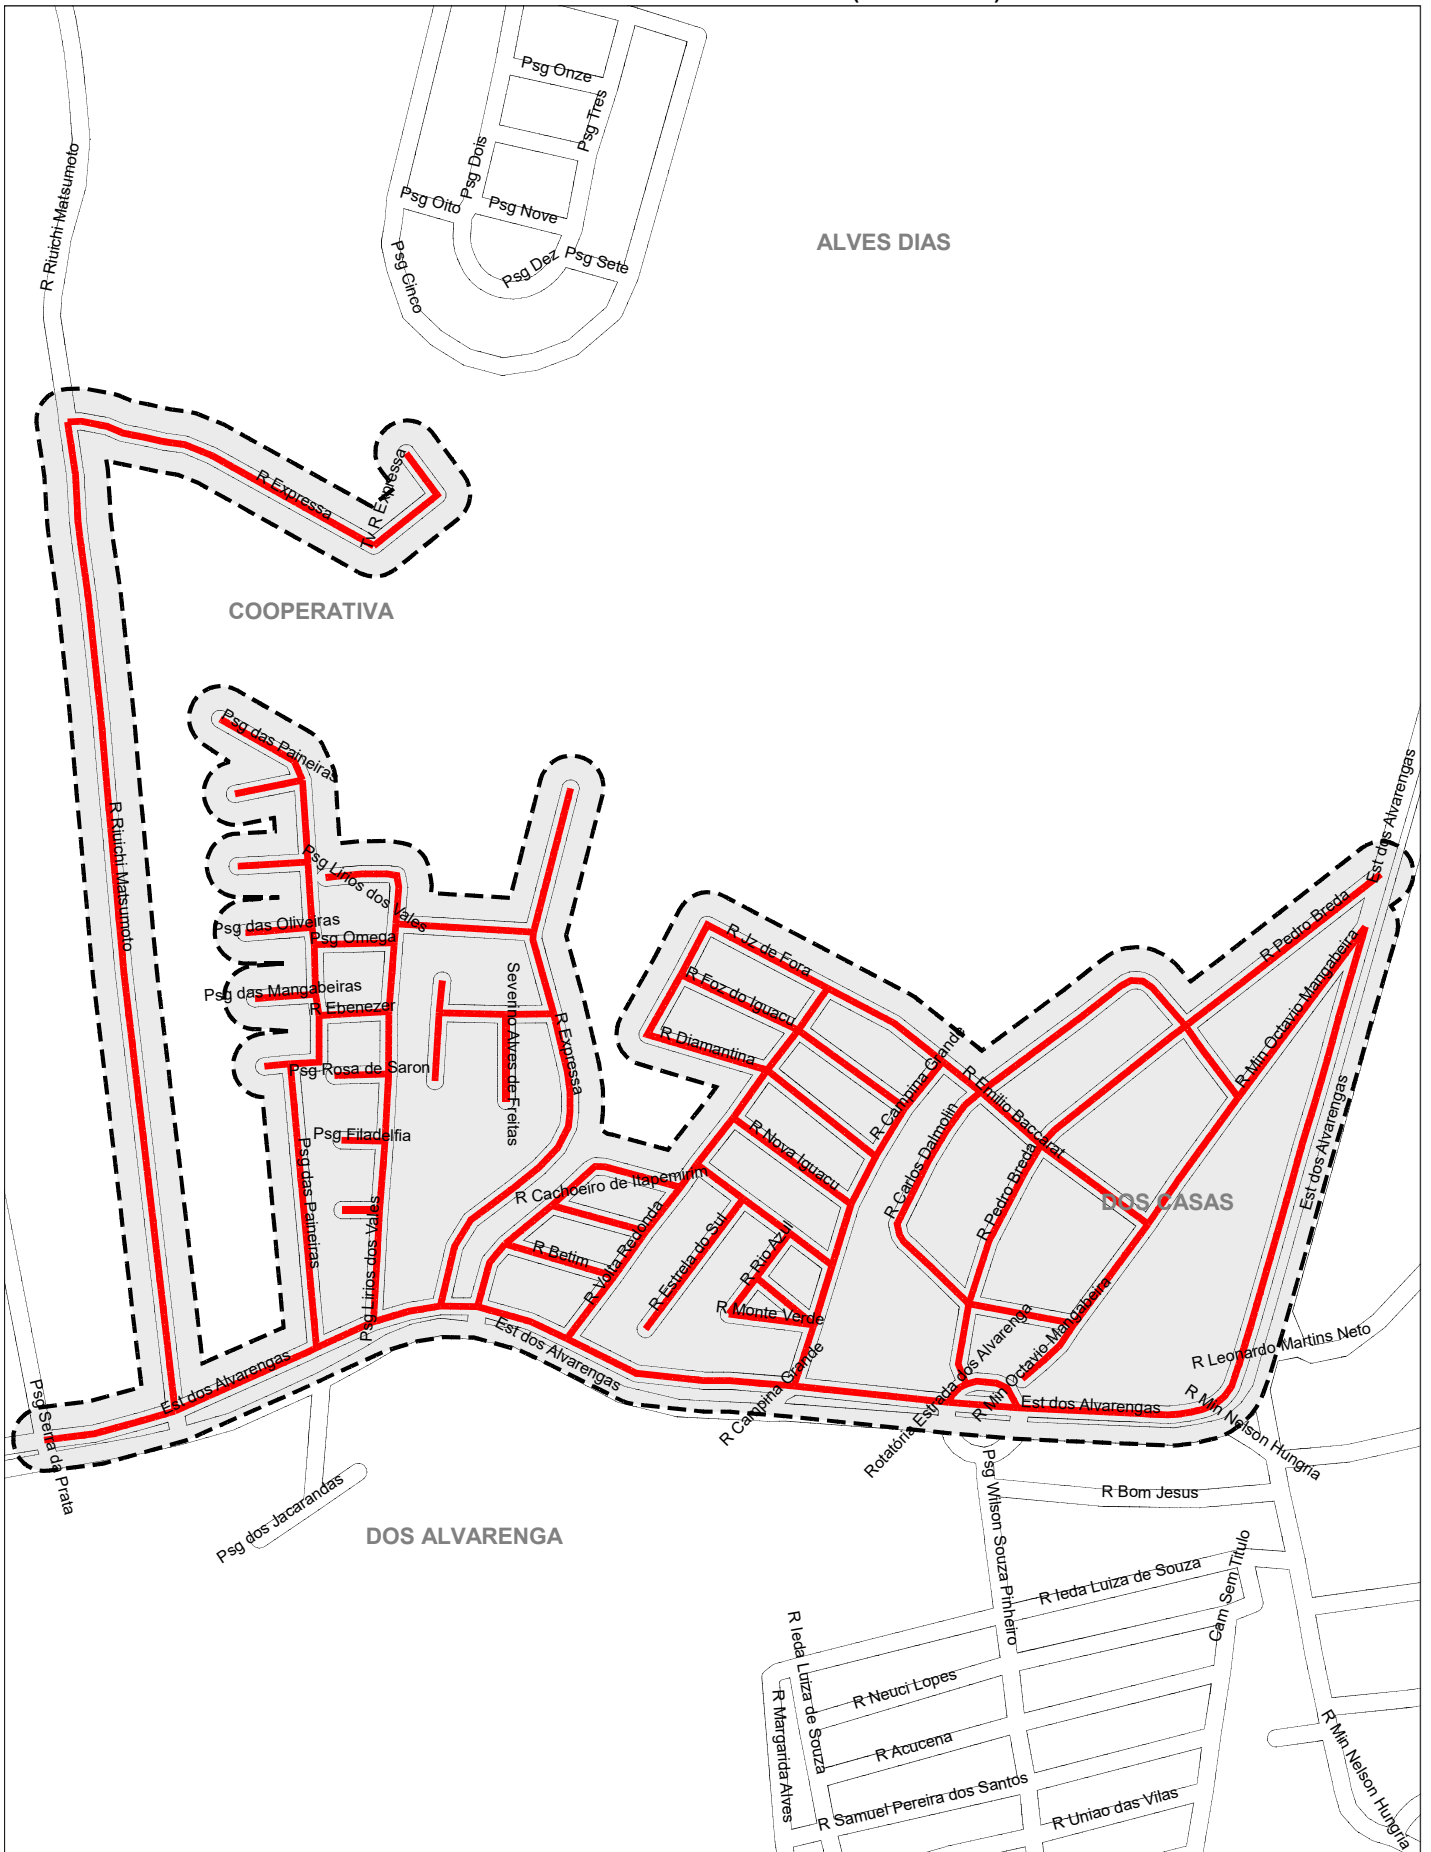 Psg Onze
Psg Tres
Psg Dois
R Riuichi Matsumoto
Psg Oito
Psg Nove
ALVES DIAS
Psg Cinco
Psg Dez
Psg Sete
R Expressa
Tv R Expressa
COOPERATIVA
Psg das Paineiras
Est dos Alvarengas
R Riuichi Matsumoto
Psg Lirios dos Vales
R Pedro Breda
Psg das Oliveiras
Psg Omega
R Jz de Fora
R Min Octavio Mangabeira
Psg das Mangabeiras
R Ebenezer
Severino Alves de Freitas
R Expressa
R Foz do Iguacu
R Diamantina
R Campina Grande
R Emilio Baccarat
Psg Rosa de Saron
Psg Filadelfia
R Nova Iguacu
R Carlos Dalmolin
R Pedro Breda
Est dos Alvarengas
Psg das Paineiras
R Cachoeiro de Itapemirim
DOS CASAS
Psg Lirios dos Vales
R Betim
R Volta Redonda
R Estrela do Sul
R Rio Azul
R Monte Verde
R Min Octavio Mangabeira
Est dos Alvarengas
Est dos Alvarengas
R Campina Grande
Rotatória Estrada dos Alvarenga
Est dos Alvarengas
R Leonardo Martins Neto
R Min Nelson Hungria
Psg Serra da Prata
Psg dos Jacarandas
DOS ALVARENGA
Psg Wilson Souza Pinheiro
R Bom Jesus
R Ieda Luiza de Souza
Cam Sem Titulo
R Ieda Luiza de Souza
R Neuci Lopes
R Margarida Alves
R Acucena
R Samuel Pereira dos Santos
R Uniao das Vilas
R Min Nelson Hungria